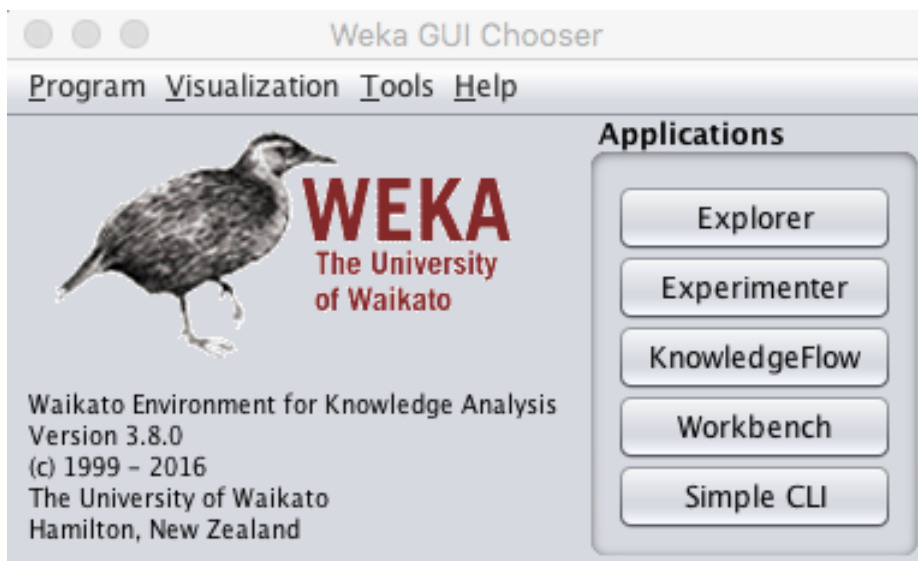 Weka GUI Chooser
Program Visualization Tools Help
WEKA
The University
of Waikato
Waikato Environment for Knowledge Analysis
Version 3.8.0
(c) 1999 – 2016
The University of Waikato
Hamilton, New Zealand
Applications
Explorer
Experimenter
KnowledgeFlow
Workbench
Simple CLI